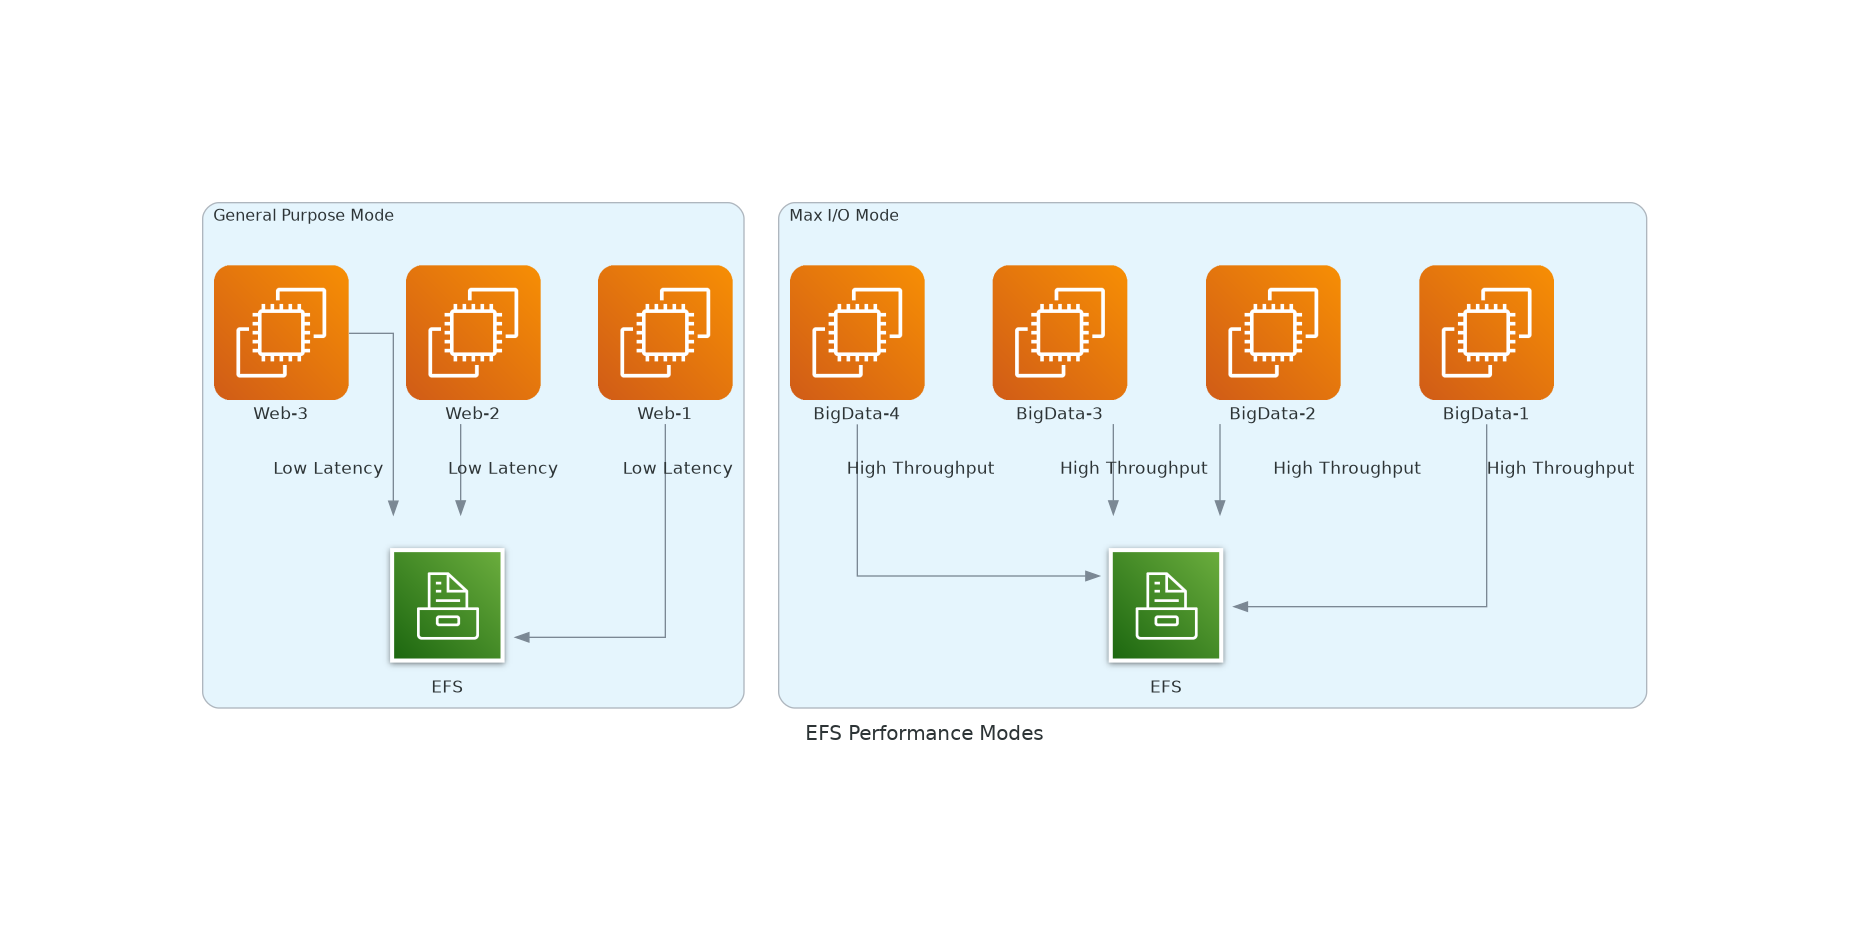 General Purpose Mode
Web-3
Web-2
Web-1
Low Latency
Low Latency
Low Latency
EFS
Max I/O Mode
BigData-4
BigData-3
BigData-2
BigData-1
High Throughput
High Throughput
High Throughput
High Throughput
EFS
EFS Performance Modes